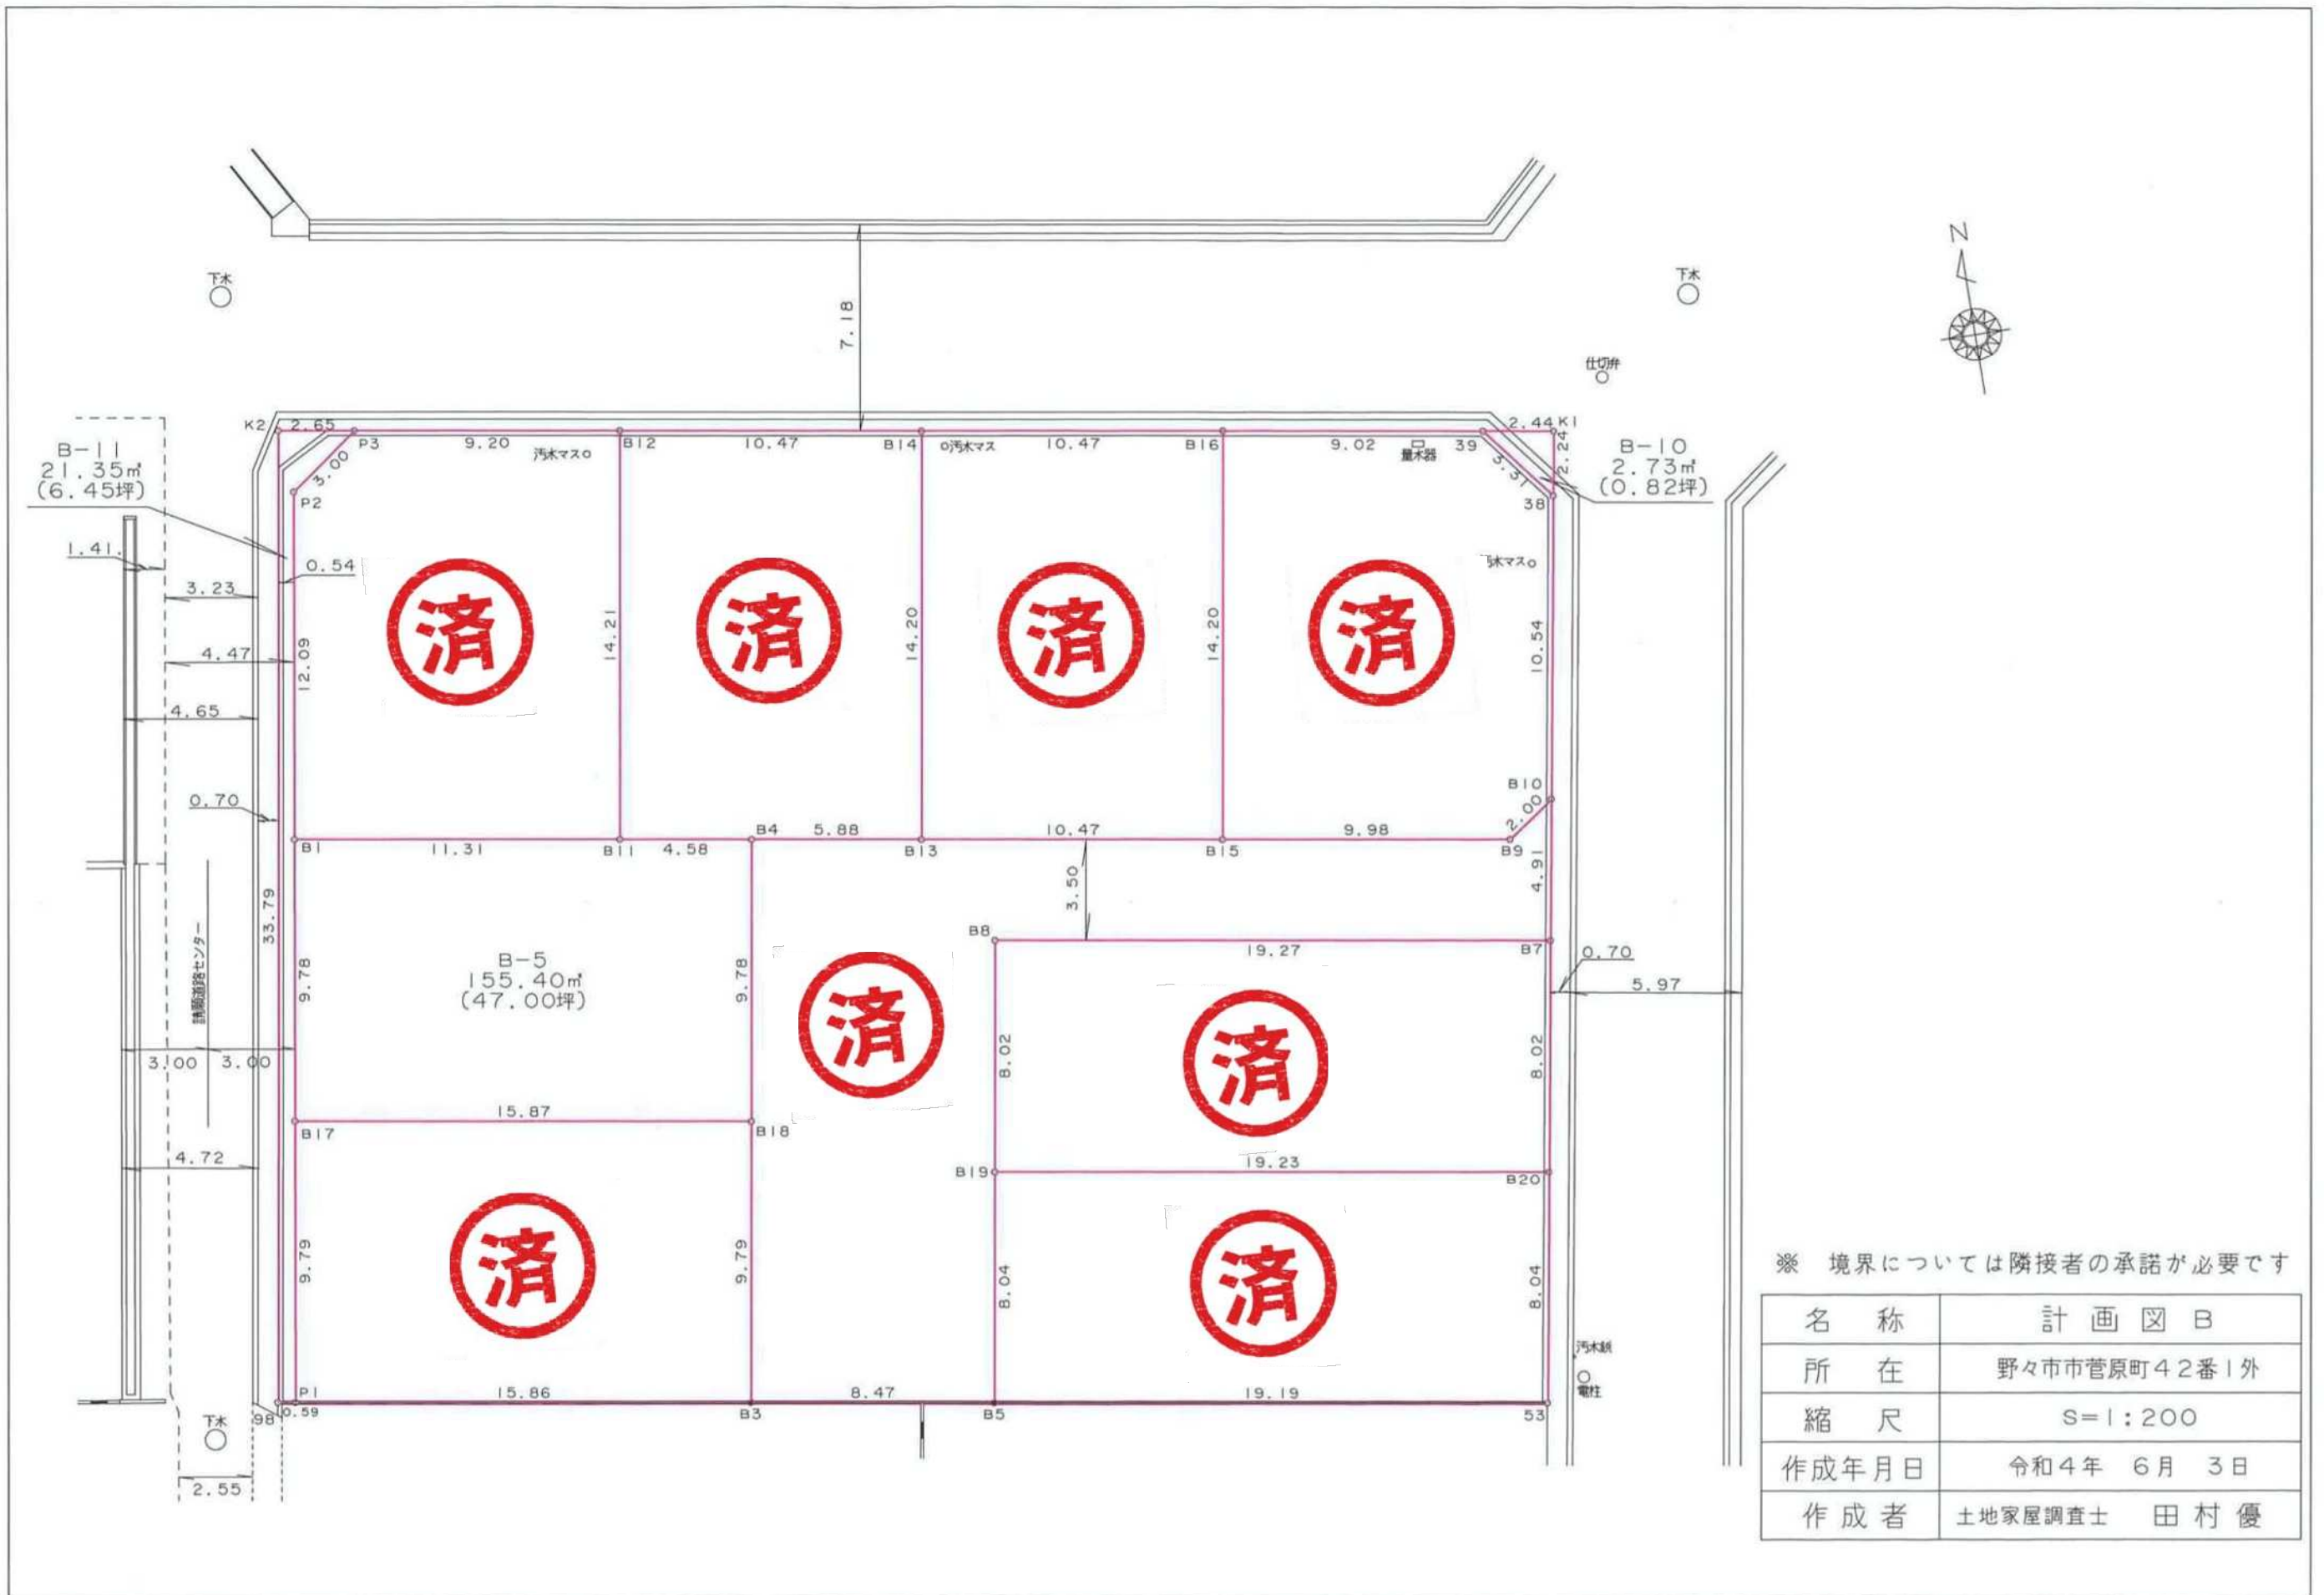 N
下水
下水
7.18
仕切弁
K2
2.65
P3
9.20
汚水マス
B12
10.47
B14
汚水マス
10.47
B16
9.02
量水器
39
2.44
K1
2.24
3.31
38
B-10
2.73㎡
(0.82坪)
B-11
21.35㎡
(6.45坪)
3.00
P2
1.41
0.54
3.23
4.47
12.09
4.65
0.70
済
14.21
済
14.20
済
14.20
済
水マス
10.54
B10
2.00
B1
11.31
B11
4.58
B4
5.88
B13
10.47
B15
9.98
B9
4.91
3.50
33.79
B8
19.27
B7
0.70
5.97
9.78
B-5
155.40㎡
(47.00坪)
9.78
済
8.02
済
8.02
3.00
3.00
15.87
B17
B18
4.72
B19
19.23
B20
9.79
済
9.79
8.04
済
8.04
汚水鎖
電柱
P1
15.86
B3
8.47
B5
19.19
53
下水
98
0.59
2.55
※ 境界については隣接者の承諾が必要です
名 称 計 画 図 B
所 在 野々市市菅原町42番1外
縮 尺 S=1:200
作成年月日 令和4年 6月 3日
作 成 者 土地家屋調査士 田 村 優